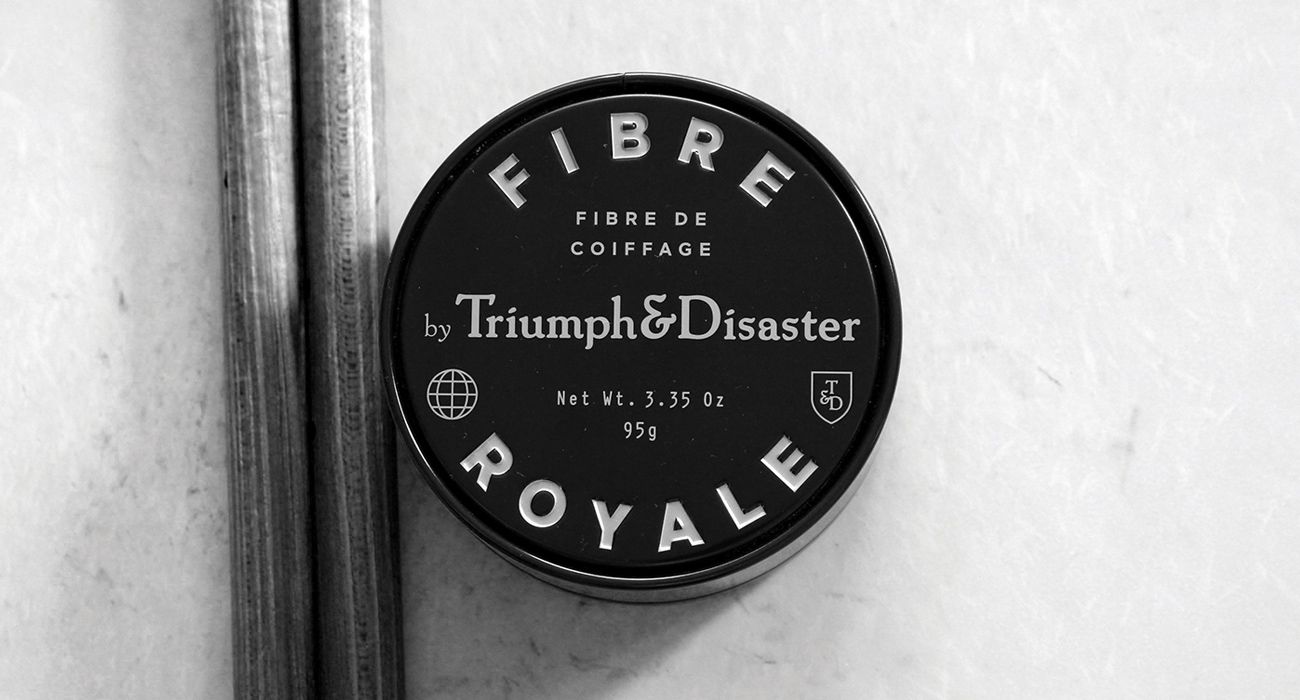 FIBRE
FIBRE DE
COIFFAGE
by Triumph&Disaster
Net Wt. 3.35 Oz
95g
T
&D
ROYALE